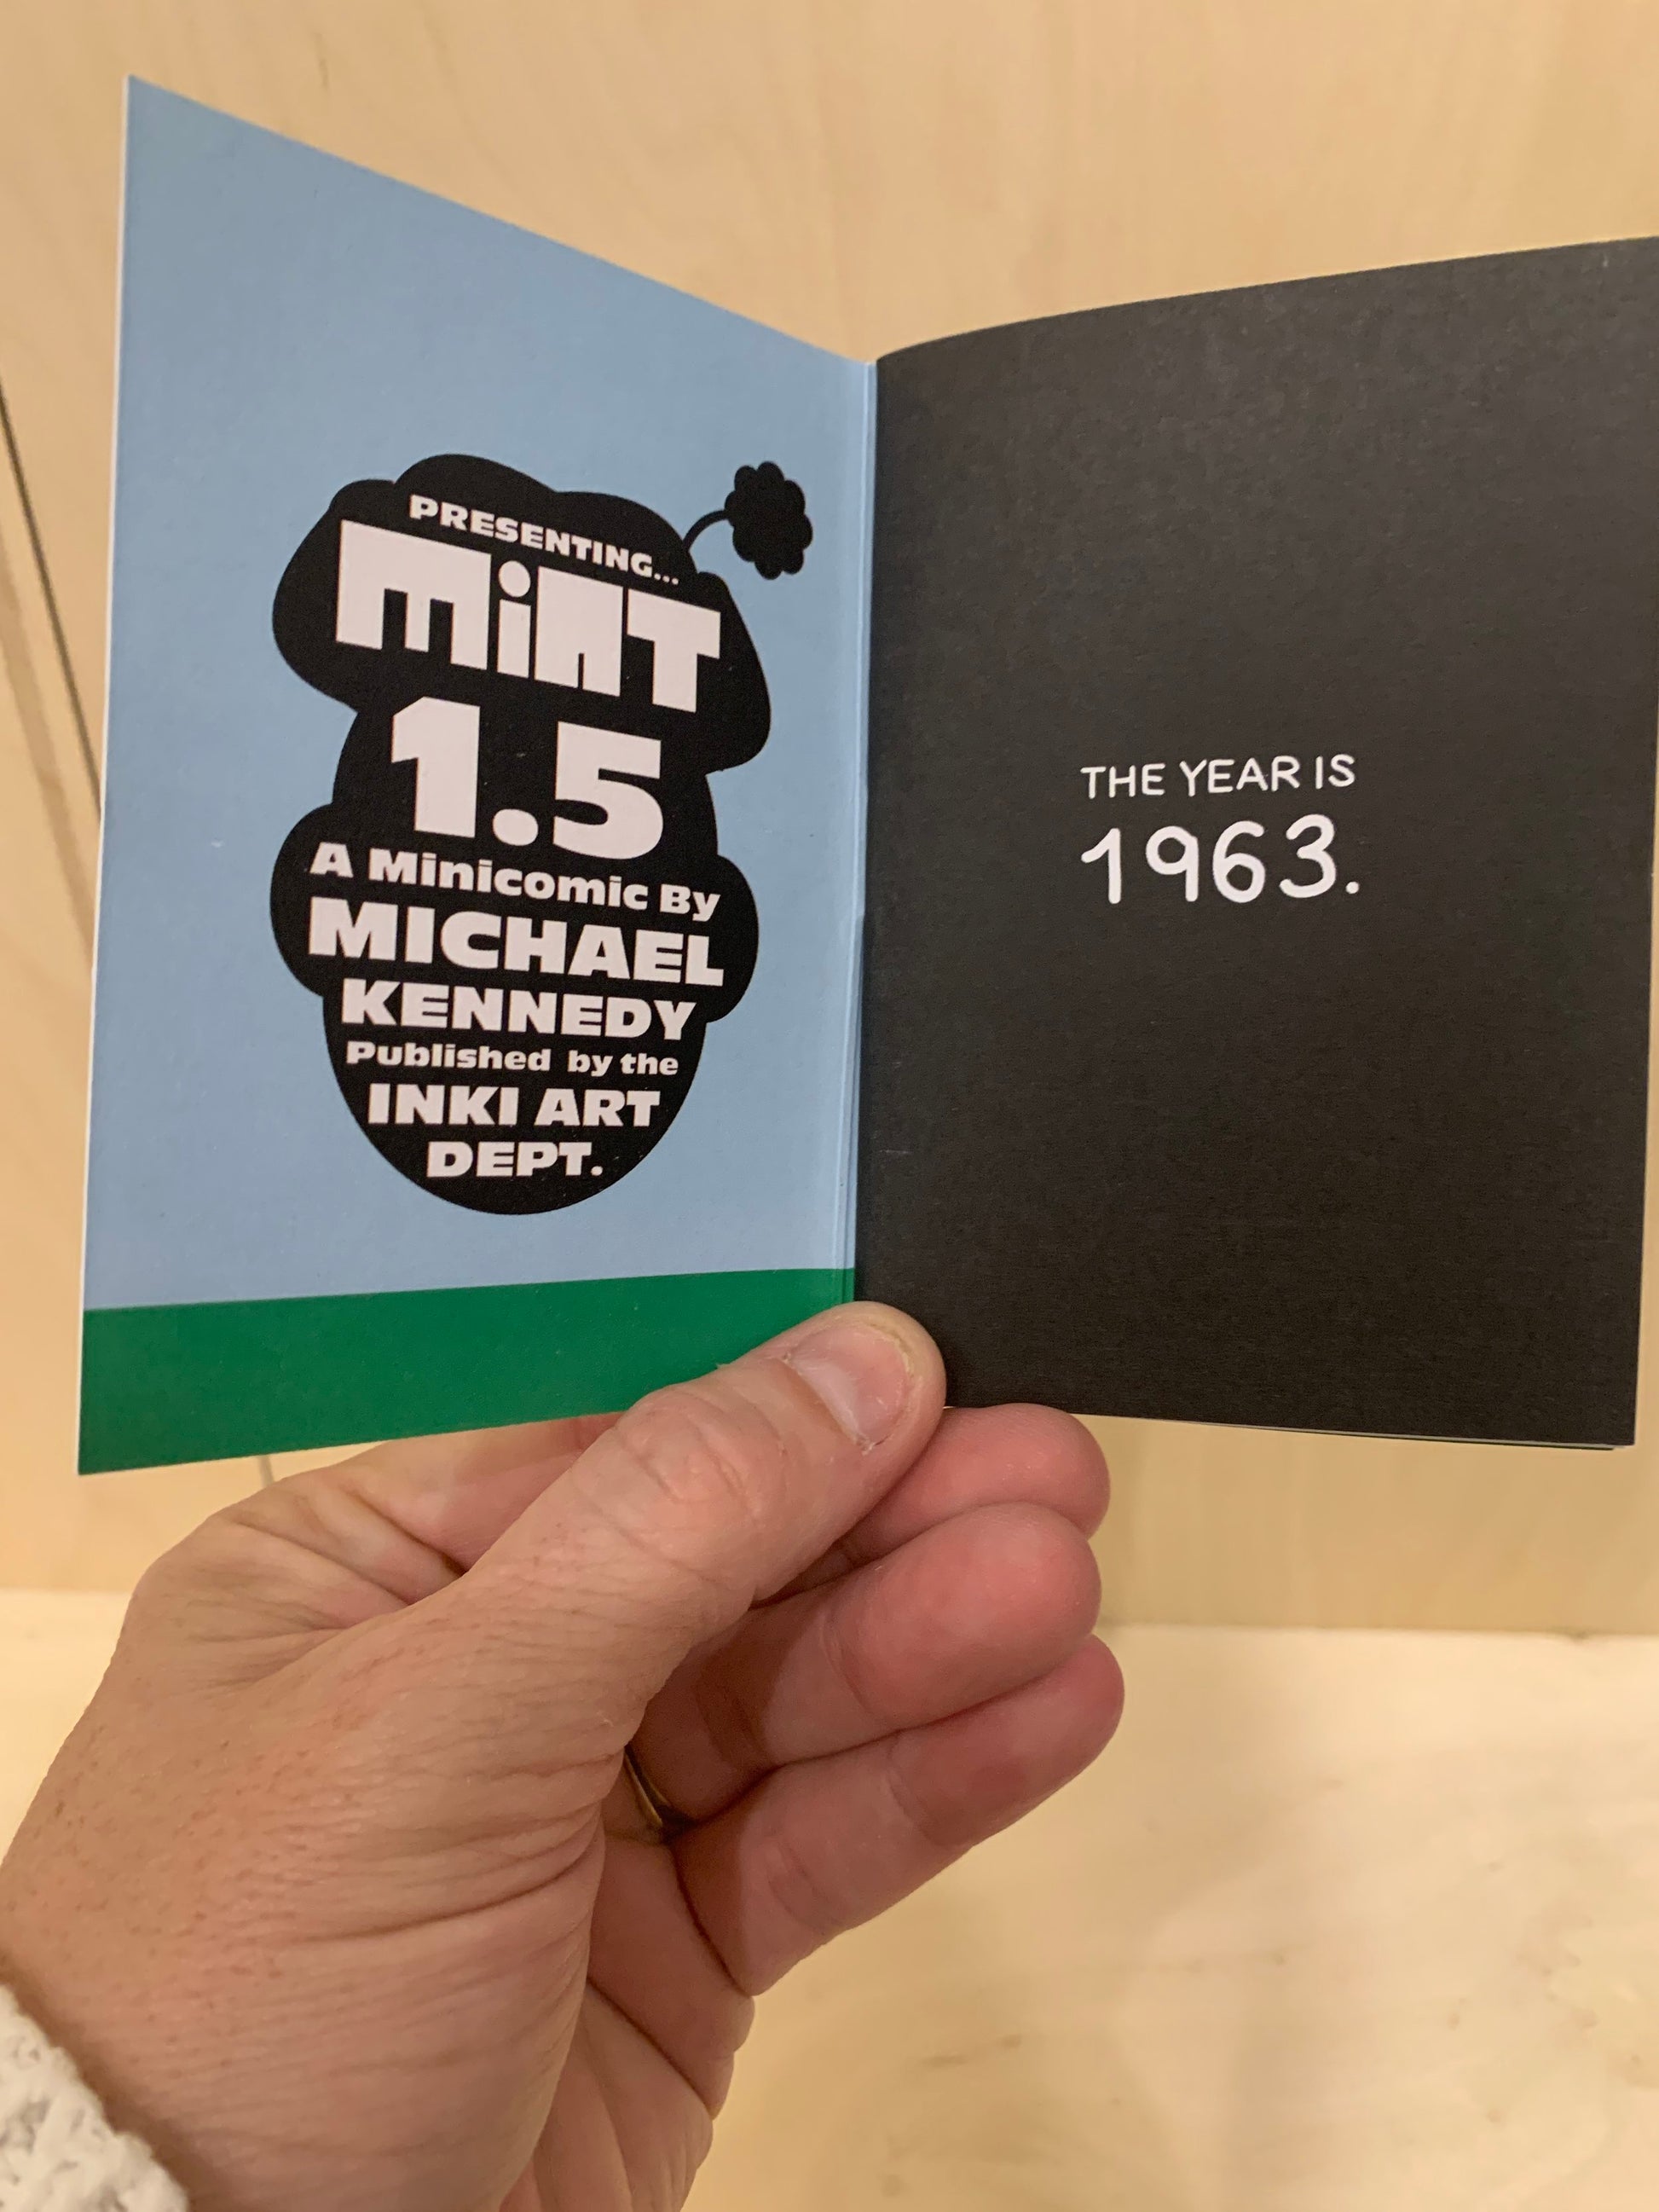 PRESENTING...
MiNT
1.5
A Minicomic By
MICHAEL
KENNEDY
Published by the
INKI ART
DEPT.
THE YEAR IS
1963.